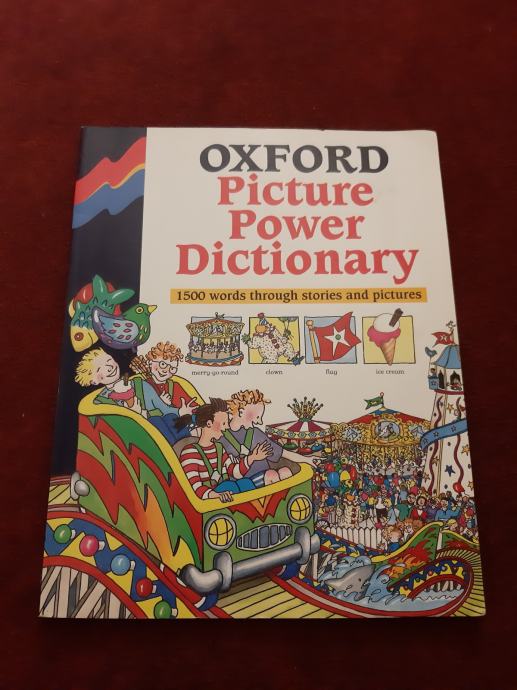 OXFORD
Picture
Power
Dictionary
1500 words through stories and pictures
merry-go-round clown flag ice cream